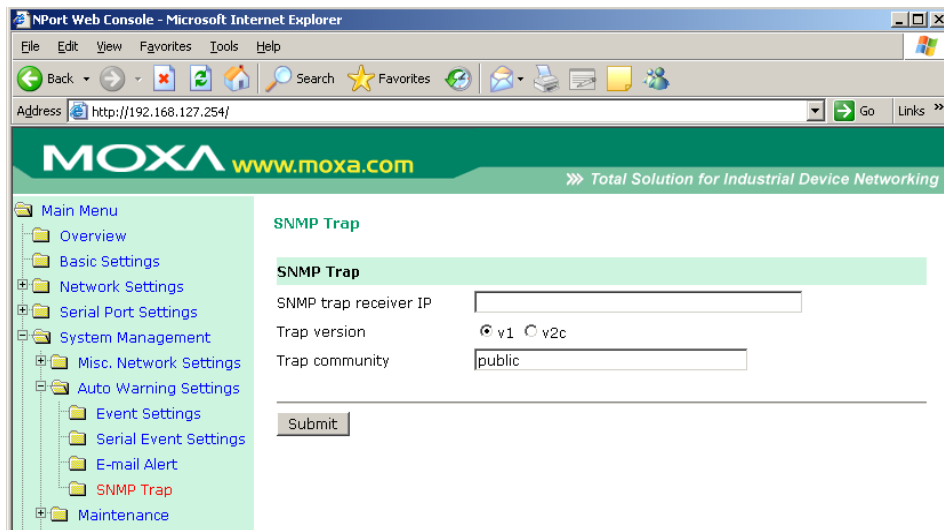 NPort Web Console - Microsoft Internet Explorer
File Edit View Favorites Tools Help
Back Search Favorites
Address http://192.168.127.254/ Go Links »
MOXA www.moxa.com
Total Solution for Industrial Device Networking
Main Menu
Overview
Basic Settings
Network Settings
Serial Port Settings
System Management
Misc. Network Settings
Auto Warning Settings
Event Settings
Serial Event Settings
E-mail Alert
SNMP Trap
Maintenance
SNMP Trap
SNMP Trap
SNMP trap receiver IP
Trap version v1 v2c
Trap community public
Submit